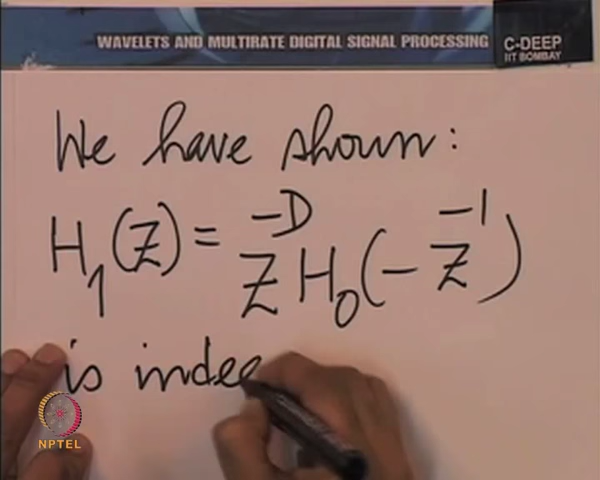 WAVELETS AND MULTIRATE DIGITAL SIGNAL PROCESSING
C-DEEP
IIT BOMBAY
We have shown:
H₁(Z) = Z^{-D} H₀(-Z^{-1})
is indee
NPTEL